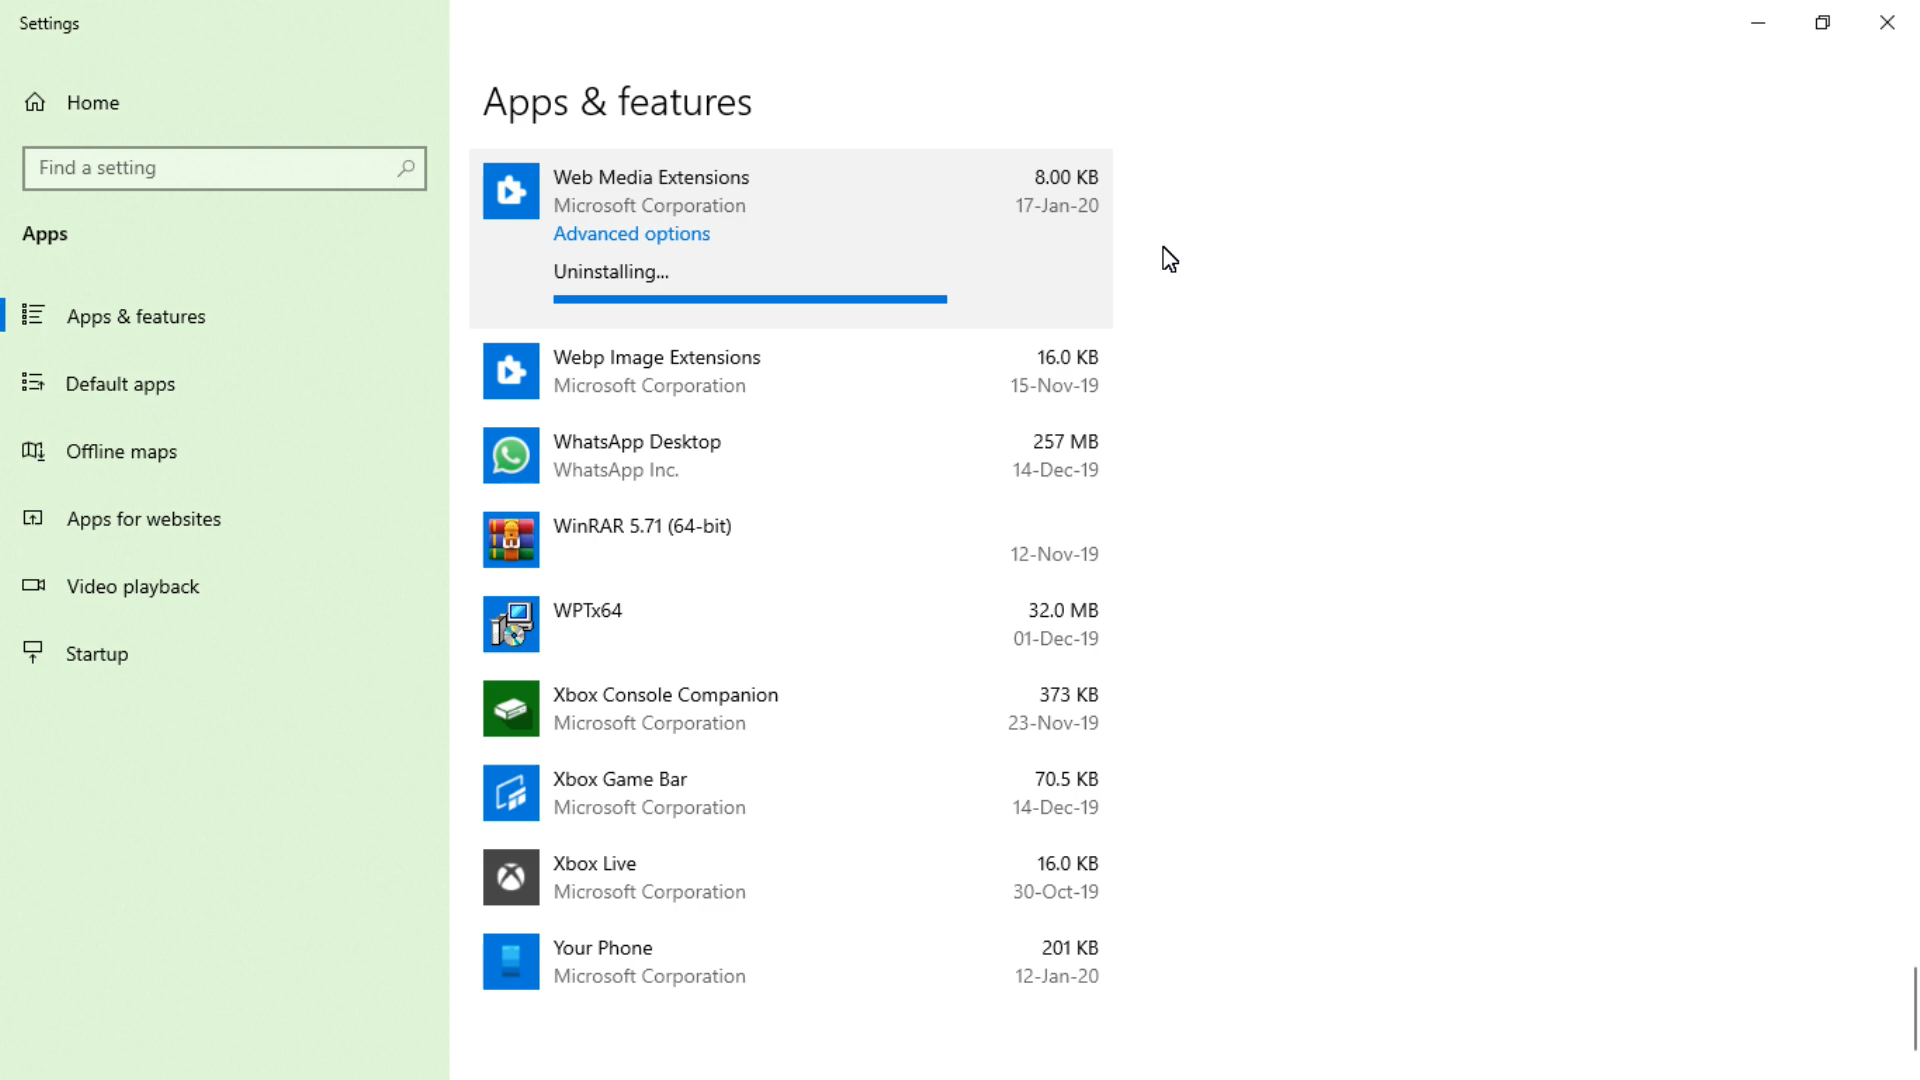 Settings
Home
Find a setting
Apps
Apps & features
Default apps
Offline maps
Apps for websites
Video playback
Startup
Apps & features
Web Media Extensions 8.00 KB
Microsoft Corporation 17-Jan-20
Advanced options
Uninstalling...
Webp Image Extensions 16.0 KB
Microsoft Corporation 15-Nov-19
WhatsApp Desktop 257 MB
WhatsApp Inc. 14-Dec-19
WinRAR 5.71 (64-bit)
12-Nov-19
WPTx64 32.0 MB
01-Dec-19
Xbox Console Companion 373 KB
Microsoft Corporation 23-Nov-19
Xbox Game Bar 70.5 KB
Microsoft Corporation 14-Dec-19
Xbox Live 16.0 KB
Microsoft Corporation 30-Oct-19
Your Phone 201 KB
Microsoft Corporation 12-Jan-20